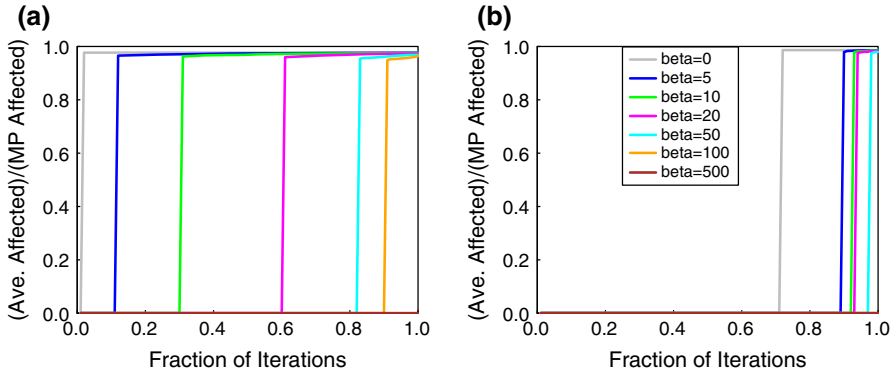 (a)
(Ave. Affected)/(MP Affected)
1.0
0.8
0.6
0.4
0.2
0.0
0.0 0.2 0.4 0.6 0.8 1.0
Fraction of Iterations
(b)
(Ave. Affected)/(MP Affected)
1.0
0.8
0.6
0.4
0.2
0.0
beta=0
beta=5
beta=10
beta=20
beta=50
beta=100
beta=500
0.0 0.2 0.4 0.6 0.8 1.0
Fraction of Iterations